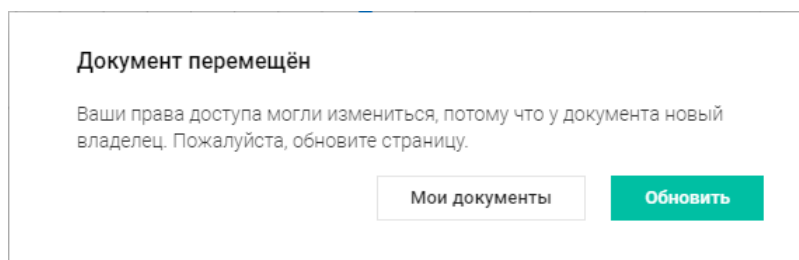 Документ перемещён
Ваши права доступа могли измениться, потому что у документа новый
владелец. Пожалуйста, обновите страницу.
Мои документы
Обновить